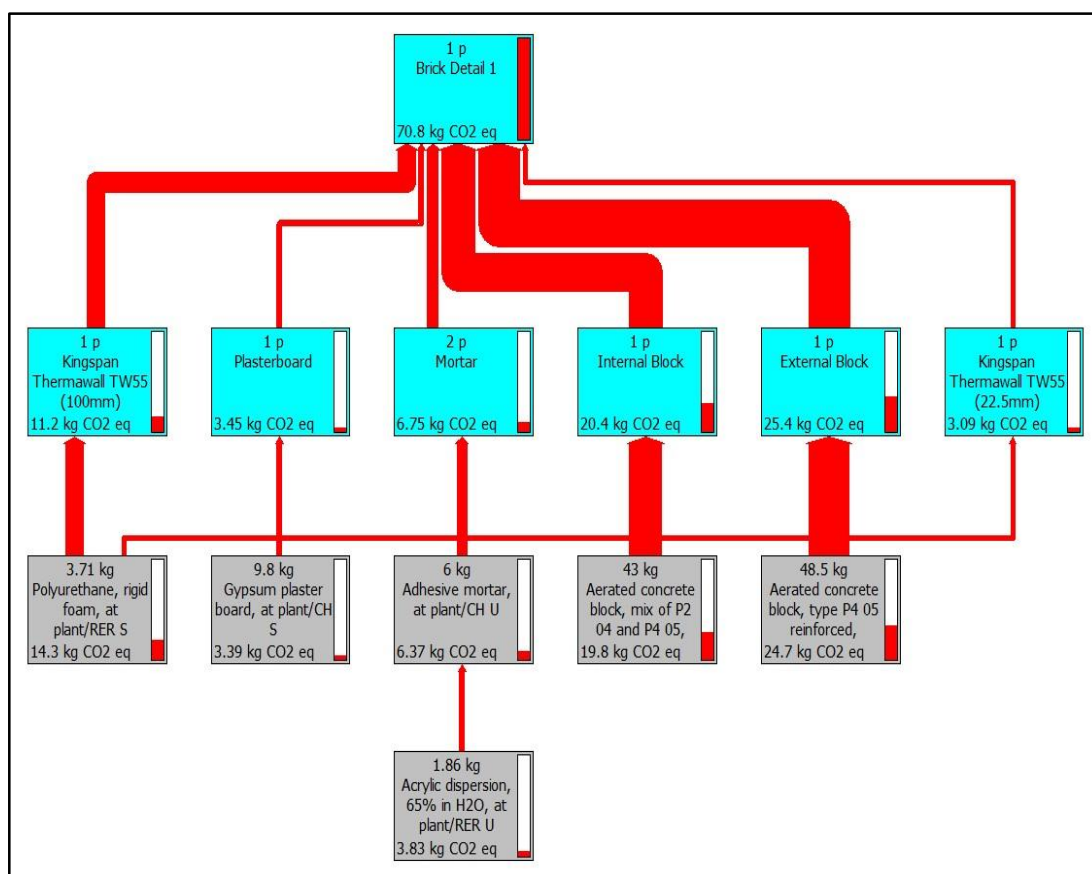 1 p
Brick Detail 1
70.8 kg CO2 eq
1 p
Kingspan
Thermawall TW55
(100mm)
11.2 kg CO2 eq
1 p
Plasterboard
3.45 kg CO2 eq
2 p
Mortar
6.75 kg CO2 eq
1 p
Internal Block
20.4 kg CO2 eq
1 p
External Block
25.4 kg CO2 eq
1 p
Kingspan
Thermawall TW55
(22.5mm)
3.09 kg CO2 eq
3.71 kg
Polyurethane, rigid
foam, at
plant/RER S
14.3 kg CO2 eq
9.8 kg
Gypsum plaster
board, at plant/CH
S
3.39 kg CO2 eq
6 kg
Adhesive mortar,
at plant/CH U
6.37 kg CO2 eq
43 kg
Aerated concrete
block, mix of P2
04 and P4 05,
19.8 kg CO2 eq
48.5 kg
Aerated concrete
block, type P4 05
reinforced,
24.7 kg CO2 eq
1.86 kg
Acrylic dispersion,
65% in H2O, at
plant/RER U
3.83 kg CO2 eq